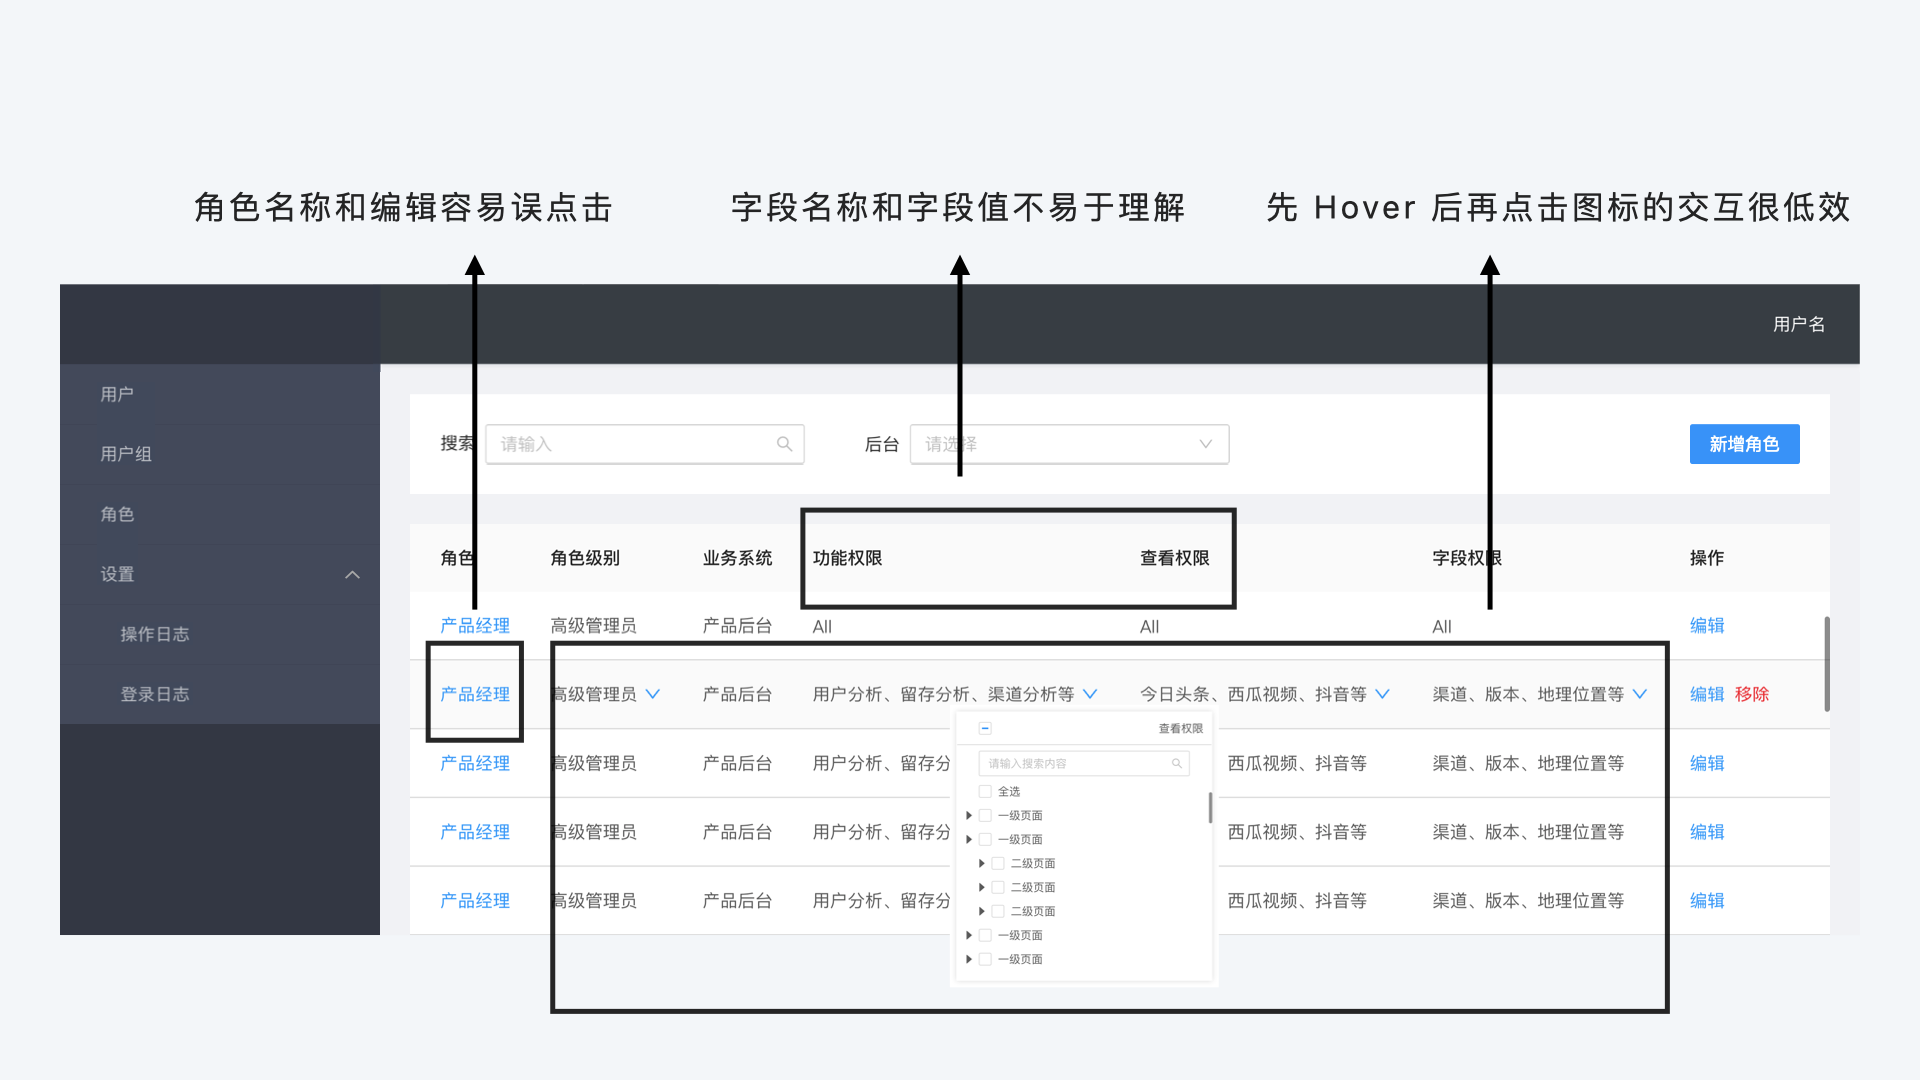 角色名称和编辑容易误点击
字段名称和字段值不易于理解
先 Hover 后再点击图标的交互很低效
用户名
用户
用户组
角色
设置
操作日志
登录日志
搜索
请输入
后台
请选择
新增角色
角色 角色级别 业务系统 功能权限 查看权限 字段权限 操作
产品经理 高级管理员 产品后台 All All All 编辑
产品经理 高级管理员 产品后台 用户分析、留存分析、渠道分析等 今日头条、西瓜视频、抖音等 渠道、版本、地理位置等 编辑 移除
产品经理 高级管理员 产品后台 用户分析、留存分 西瓜视频、抖音等 渠道、版本、地理位置等 编辑
产品经理 高级管理员 产品后台 用户分析、留存分 西瓜视频、抖音等 渠道、版本、地理位置等 编辑
产品经理 高级管理员 产品后台 用户分析、留存分 西瓜视频、抖音等 渠道、版本、地理位置等 编辑
查看权限
请输入搜索内容
全选
一级页面
一级页面
二级页面
二级页面
二级页面
一级页面
一级页面